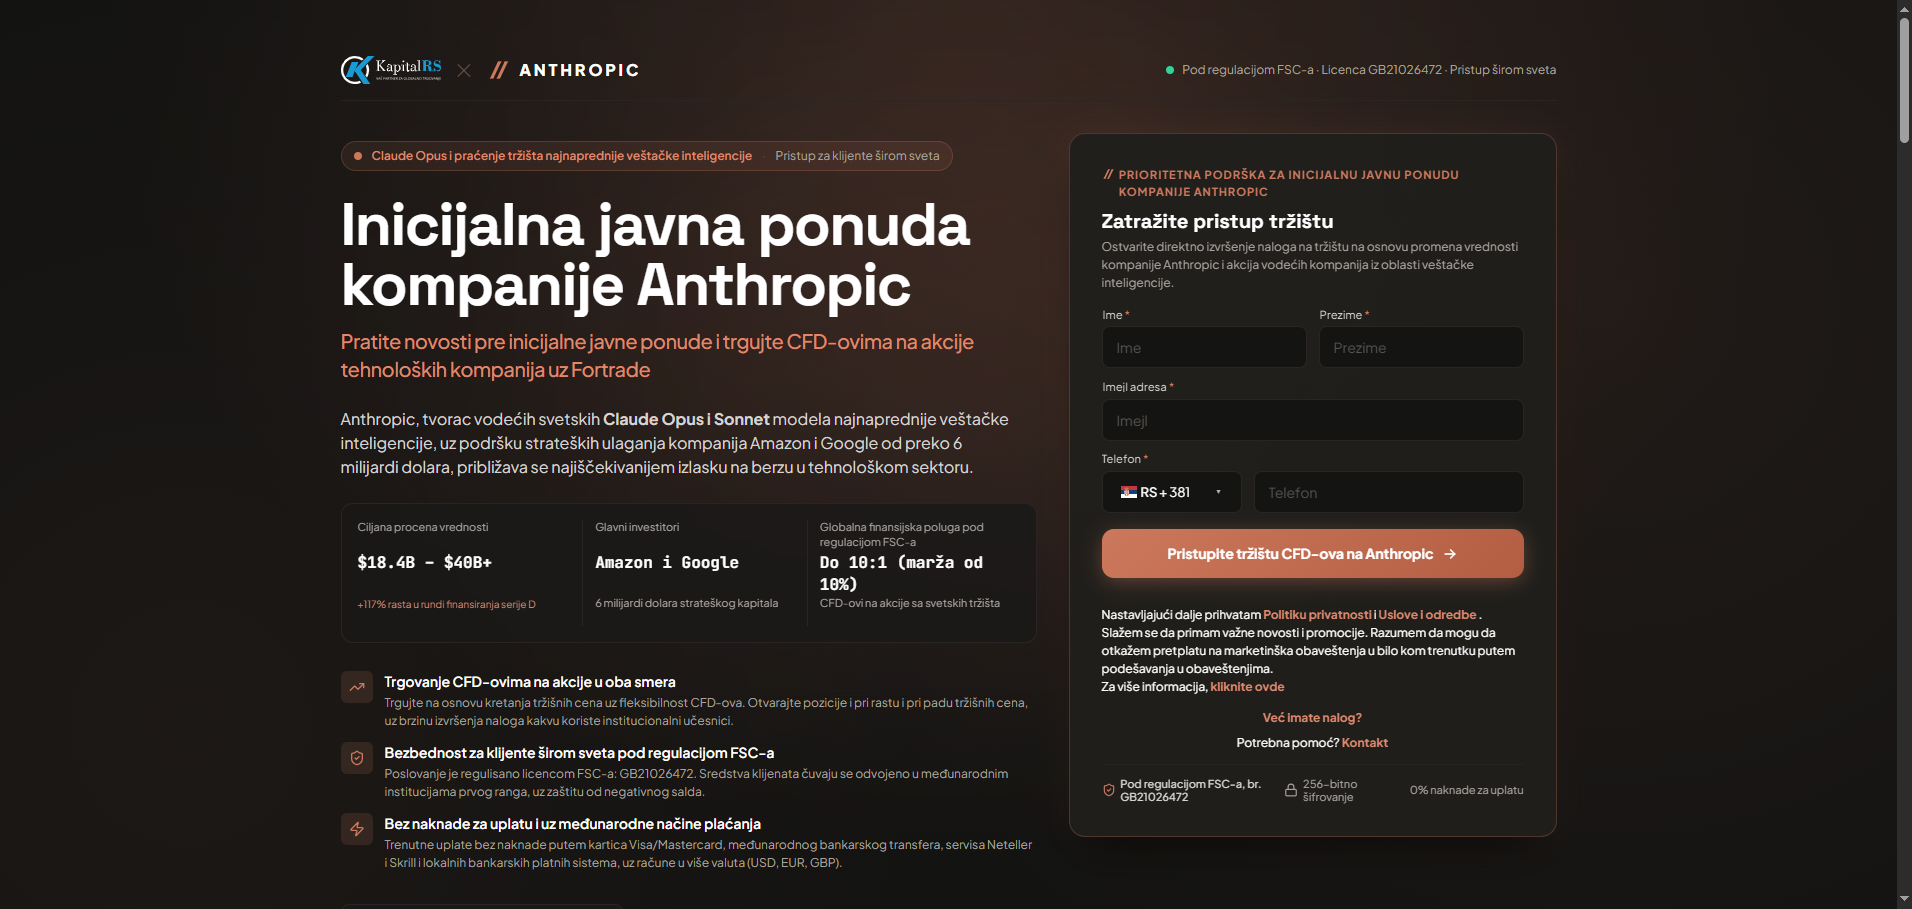 KapitalRS
// ANTHROPIC
Pod regulacijom FSC-a · Licenca GB21026472 · Pristup širom sveta
Claude Opus i praćenje tržišta najnaprednije veštačke inteligencije · Pristup za klijente širom sveta
Inicijalna javna ponuda
kompanije Anthropic
Pratite novosti pre inicijalne javne ponude i trgujte CFD-ovima na akcije
tehnoloških kompanija uz Fortrade
Anthropic, tvorac vodećih svetskih Claude Opus i Sonnet modela najnaprednije veštačke
inteligencije, uz podršku strateških ulaganja kompanija Amazon i Google od preko 6
milijardi dolara, približava se najiščekivanijem izlasku na berzu u tehnološkom sektoru.
Ciljana procena vrednosti
$18.4B – $40B+
+117% rasta u rundi finansiranja serije D
Glavni investitori
Amazon i Google
6 milijardi dolara strateškog kapitala
Globalna finansijska poluga pod
regulacijom FSC-a
Do 10:1 (marža od
10%)
CFD-ovi na akcije sa svetskih tržišta
Trgovanje CFD-ovima na akcije u oba smera
Trgujte na osnovu kretanja tržišnih cena uz fleksibilnost CFD-ova. Otvarajte pozicije i pri rastu i pri padu tržišnih cena,
uz brzinu izvršenja naloga kakvu koriste institucionalni učesnici.
Bezbednost za klijente širom sveta pod regulacijom FSC-a
Poslovanje je regulisano licencom FSC-a: GB21026472. Sredstva klijenata čuvaju se odvojeno u međunarodnim
institucijama prvog ranga, uz zaštitu od negativnog salda.
Bez naknade za uplatu i uz međunarodne načine plaćanja
Trenutne uplate bez naknade putem kartica Visa/Mastercard, međunarodnog bankarskog transfera, servisa Neteller
i Skrill i lokalnih bankarskih platnih sistema, uz račune u više valuta (USD, EUR, GBP).
// PRIORITETNA PODRŠKA ZA INICIJALNU JAVNU PONUDU
KOMPANIJE ANTHROPIC
Zatražite pristup tržištu
Ostvarite direktno izvršenje naloga na tržištu na osnovu promena vrednosti
kompanije Anthropic i akcija vodećih kompanija iz oblasti veštačke
inteligencije.
Ime * Prezime *
Ime Prezime
Imejl adresa *
Imejl
Telefon *
RS + 381 Telefon
Pristupite tržištu CFD-ova na Anthropic →
Nastavljajući dalje prihvatam Politiku privatnosti i Uslove i odredbe .
Slažem se da primam važne novosti i promocije. Razumem da mogu da
otkažem pretplatu na marketinška obaveštenja u bilo kom trenutku putem
podešavanja u obaveštenjima.
Za više informacija, kliknite ovde
Već imate nalog?
Potrebna pomoć? Kontakt
Pod regulacijom FSC-a, br.
GB21026472
256-bitno
šifrovanje
0% naknade za uplatu